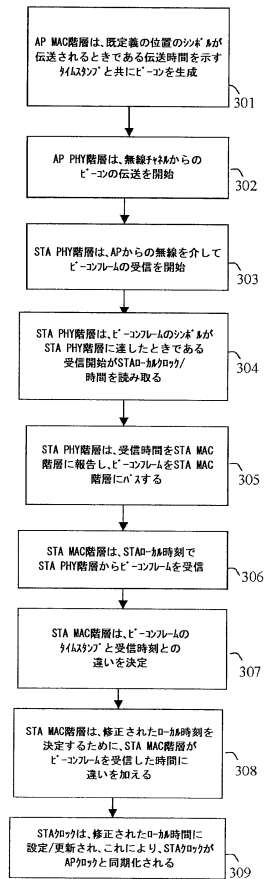 AP MAC階層は、既定義の位置のｼﾝﾎﾞﾙが
伝送されるときである伝送時間を示す
ﾀｲﾑｽﾀﾝﾌﾟと共にﾋﾞｰｺﾝを生成
301
AP PHY階層は、無線ﾁｬﾈﾙからの
ﾋﾞｰｺﾝの伝送を開始
302
STA PHY階層は、APからの無線を介して
ﾋﾞｰｺﾝﾌﾚｰﾑの受信を開始
303
STA PHY階層は、ﾋﾞｰｺﾝﾌﾚｰﾑのｼﾝﾎﾞﾙが
STA PHY階層に達したときである
受信開始がSTAﾛｰｶﾙｸﾛｯｸ/
時間を読み取る
304
STA PHY階層は、受信時間をSTA MAC
階層に報告し、ﾋﾞｰｺﾝﾌﾚｰﾑをSTA MAC
階層にﾊﾟｽする
305
STA MAC階層は、STAﾛｰｶﾙ時刻で
STA PHY階層からﾋﾞｰｺﾝﾌﾚｰﾑを受信
306
STA MAC階層は、ﾋﾞｰｺﾝﾌﾚｰﾑの
ﾀｲﾑｽﾀﾝﾌﾟと受信時刻との
違いを決定
307
STA MAC階層は、修正されたﾛｰｶﾙ時刻を
決定するために、STA MAC階層が
ﾋﾞｰｺﾝﾌﾚｰﾑを受信した時間に
違いを加える
308
STAｸﾛｯｸは、修正されたﾛｰｶﾙ時間に
設定/更新され、これにより、STAｸﾛｯｸが
APｸﾛｯｸと同期化される
309